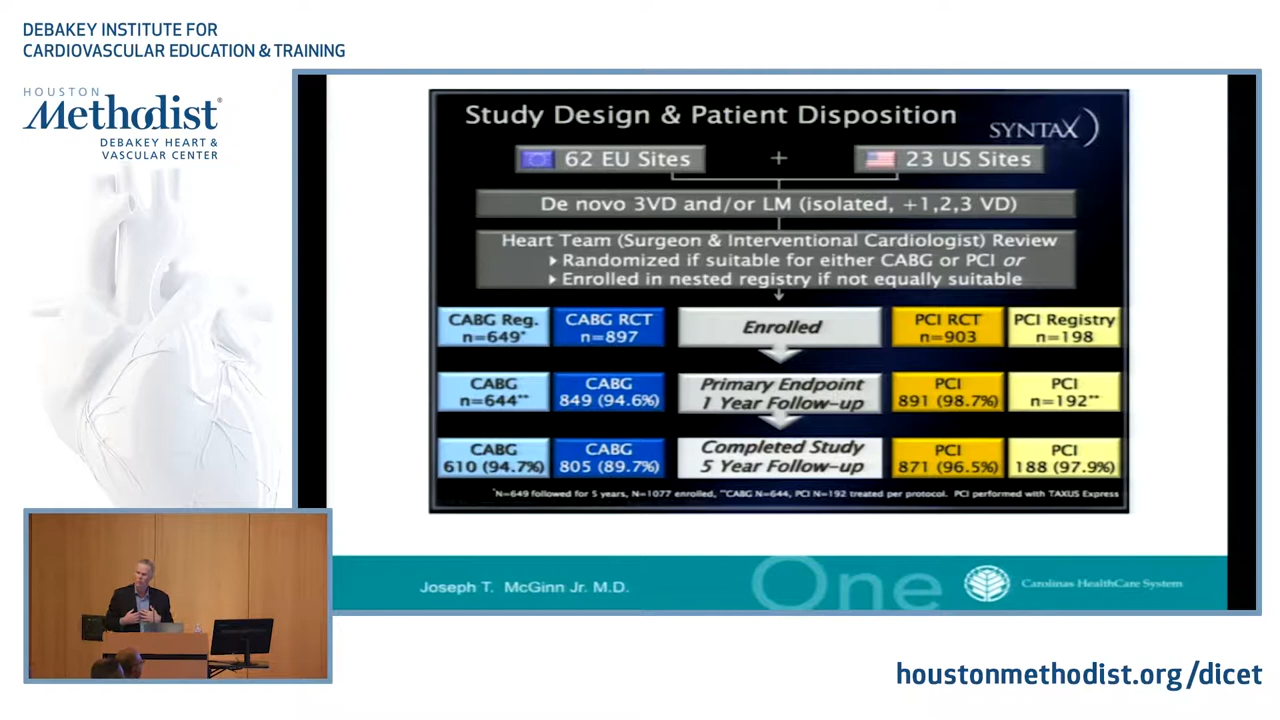 DEBAKEY INSTITUTE FOR
CARDIOVASCULAR EDUCATION & TRAINING
HOUSTON
Methodist®
DEBAKEY HEART &
VASCULAR CENTER
Study Design & Patient Disposition
SYNTAX
62 EU Sites
+
23 US Sites
De novo 3VD and/or LM (isolated, +1,2,3 VD)
Heart Team (Surgeon & Interventional Cardiologist) Review
Randomized if suitable for either CABG or PCI or
Enrolled in nested registry if not equally suitable
CABG Reg.
n=649*
CABG RCT
n=897
Enrolled
PCI RCT
n=903
PCI Registry
n=198
CABG
n=644**
CABG
849 (94.6%)
Primary Endpoint
1 Year Follow-up
PCI
891 (98.7%)
PCI
n=192**
CABG
610 (94.7%)
CABG
805 (89.7%)
Completed Study
5 Year Follow-up
PCI
871 (96.5%)
PCI
188 (97.9%)
*N=649 followed for 5 years, N=1077 enrolled, **CABG N=644, PCI N=192 treated per protocol. PCI performed with TAXUS Express
Joseph T. McGinn Jr. M.D.
One
Carolinas HealthCare System
houstonmethodist.org/dicet